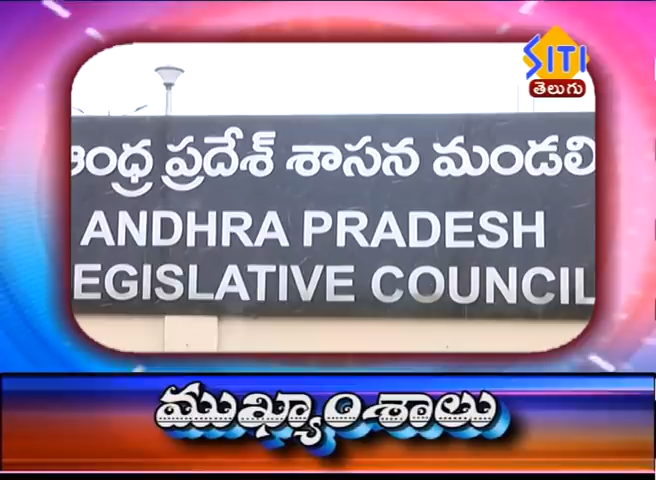 SITI
తెలుగు
ఆంధ్ర ప్రదేశ్ శాసన మండలి
ANDHRA PRADESH
EGISLATIVE COUNCIL
ముఖ్యాంశాలు